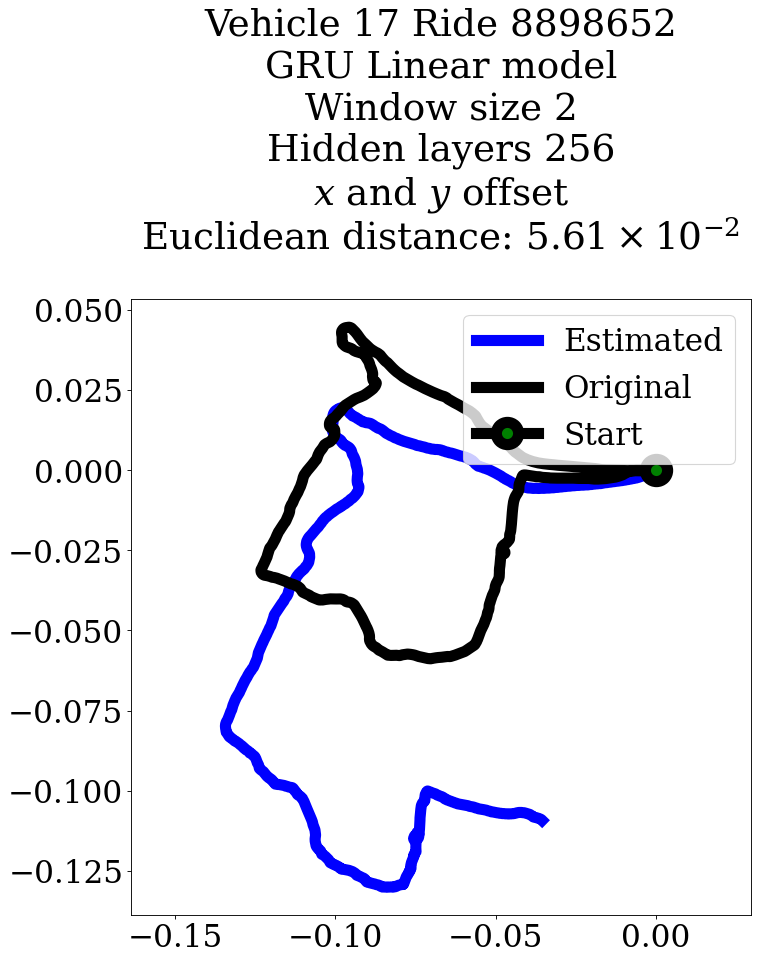 Vehicle 17 Ride 8898652
GRU Linear model
Window size 2
Hidden layers 256
x and y offset
Euclidean distance: 5.61 × 10⁻²
0.050
0.025
0.000
−0.025
−0.050
−0.075
−0.100
−0.125
Estimated
Original
Start
−0.15 −0.10 −0.05 0.00